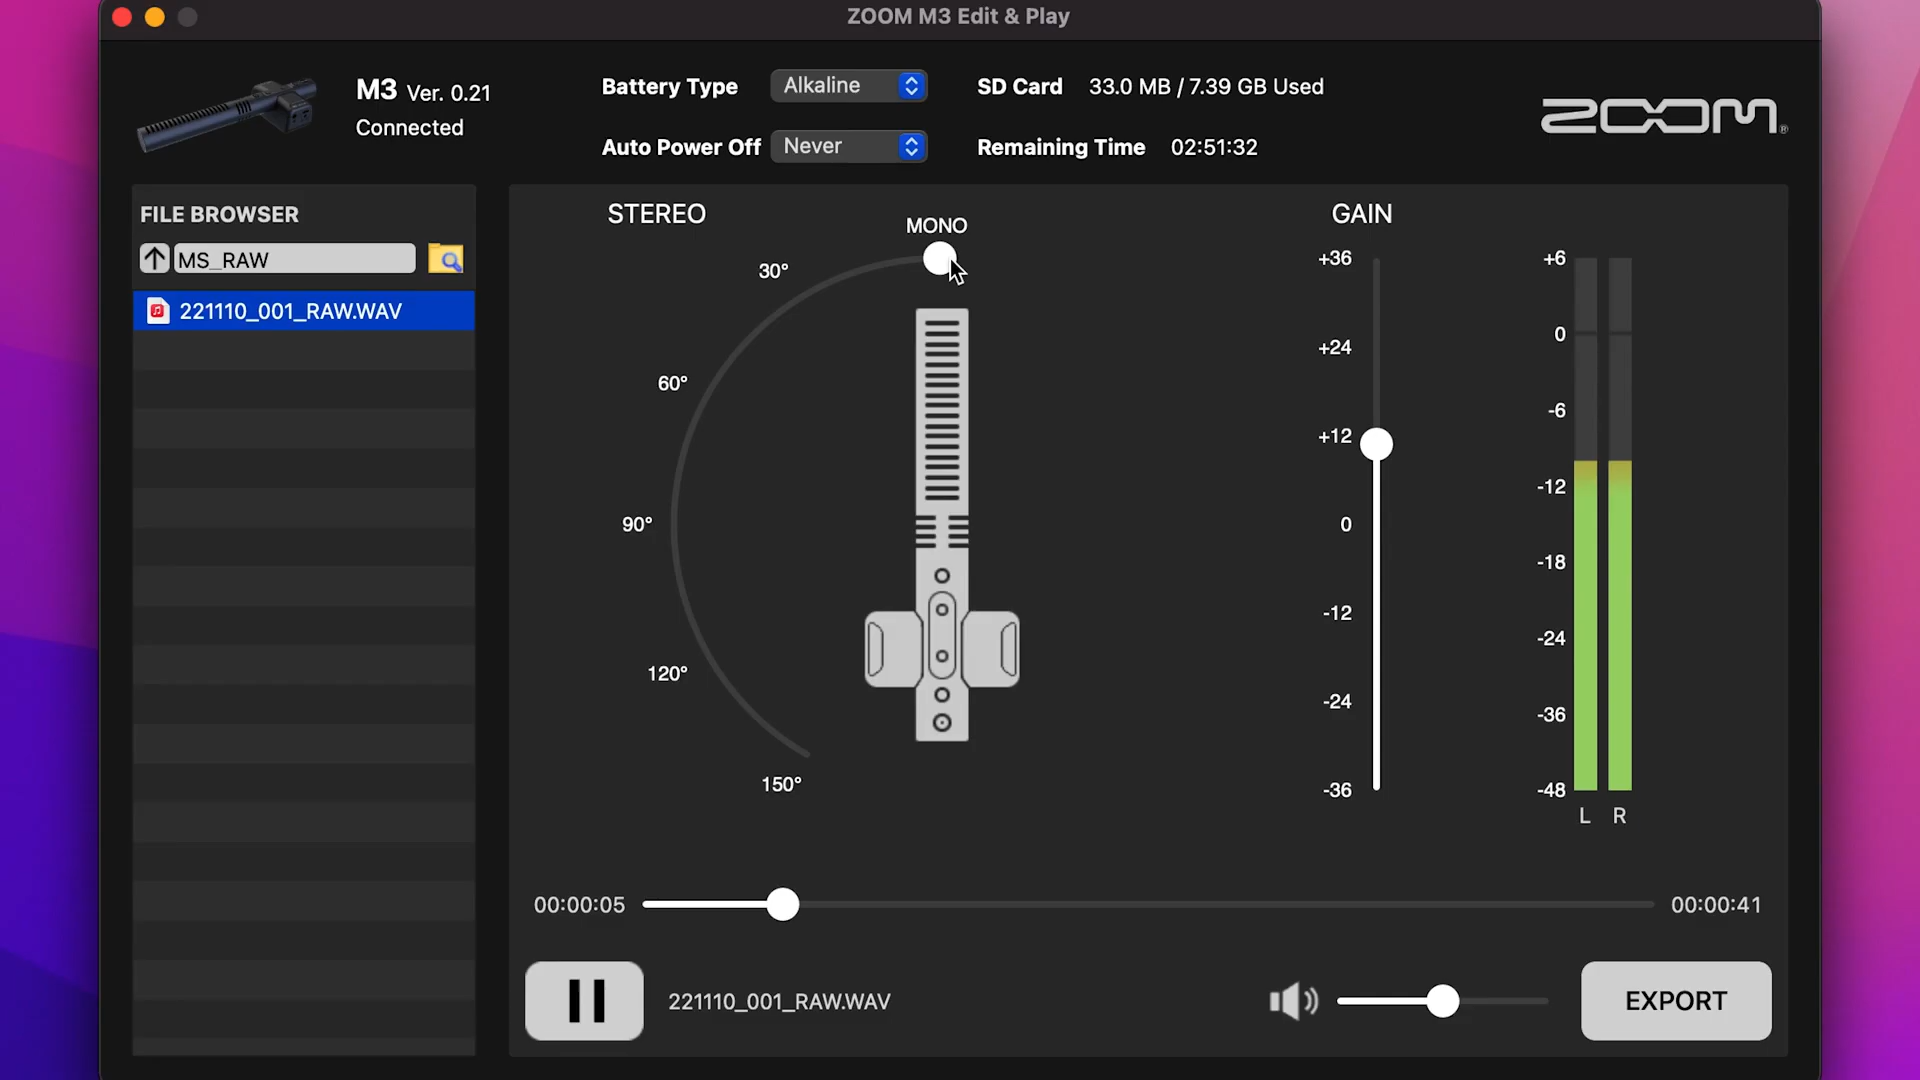 ZOOM M3 Edit & Play
M3 Ver. 0.21
Connected
Battery Type Alkaline
Auto Power Off Never
SD Card 33.0 MB / 7.39 GB Used
Remaining Time 02:51:32
ZOOM®
FILE BROWSER
MS_RAW
221110_001_RAW.WAV
STEREO
MONO
30°
60°
90°
120°
150°
GAIN
+36
+24
+12
0
-12
-24
-36
+6
0
-6
-12
-18
-24
-36
-48
L R
00:00:05
00:00:41
221110_001_RAW.WAV
EXPORT